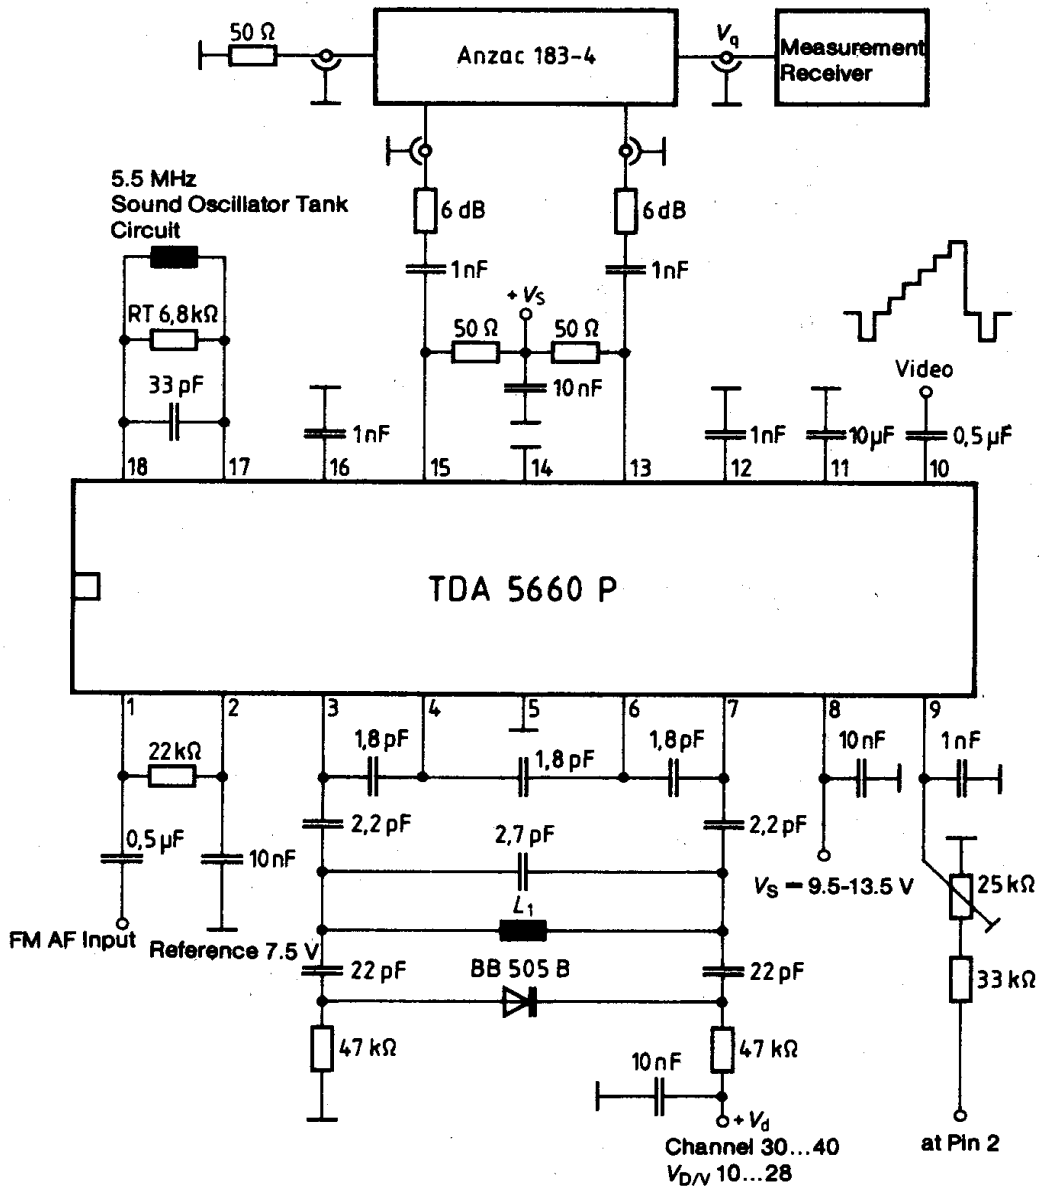 50 Ω
Anzac 183-4
Vq
Measurement
Receiver
5.5 MHz
Sound Oscillator Tank
Circuit
6 dB
6 dB
1nF
1nF
+ VS
RT 6,8 kΩ
50 Ω
50 Ω
33 pF
10 nF
Video
1nF
1nF
10 µF
0,5 µF
18
17
16
15
14
13
12
11
10
TDA 5660 P
1
2
3
4
5
6
7
8
9
22 kΩ
1,8 pF
1,8 pF
1,8 pF
10 nF
1nF
0,5 µF
10 nF
2,2 pF
2,7 pF
2,2 pF
VS = 9.5-13.5 V
25 kΩ
L1
FM AF Input
Reference 7.5 V
22 pF
BB 505 B
22 pF
33 kΩ
47 kΩ
47 kΩ
10 nF
+ Vd
at Pin 2
Channel 30...40
VD/V 10...28